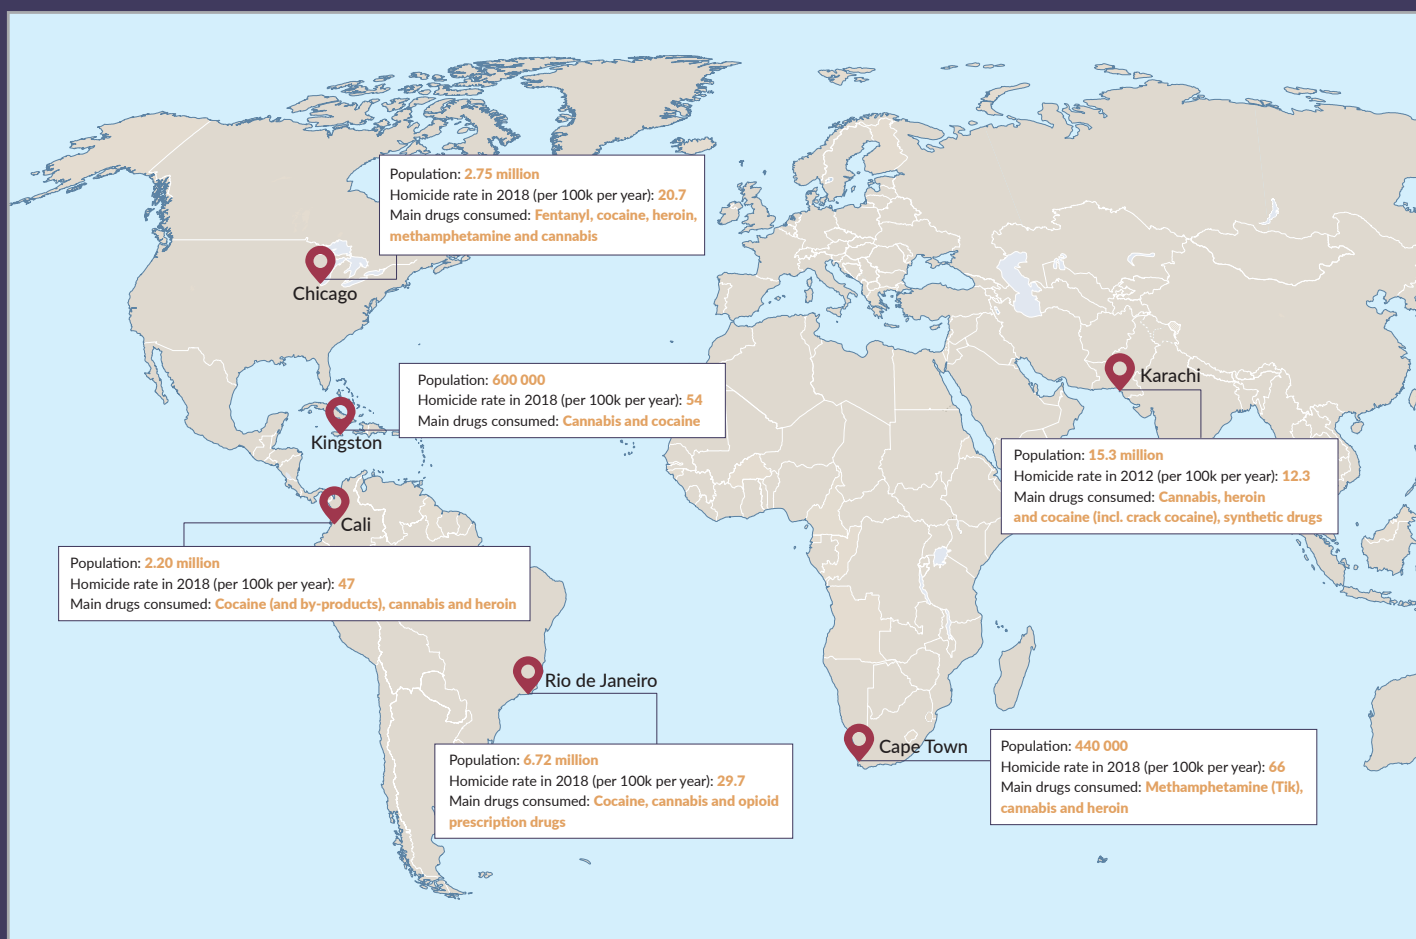 Population: 2.75 million
Homicide rate in 2018 (per 100k per year): 20.7
Main drugs consumed: Fentanyl, cocaine, heroin,
methamphetamine and cannabis
Chicago
Population: 600 000
Homicide rate in 2018 (per 100k per year): 54
Main drugs consumed: Cannabis and cocaine
Kingston
Karachi
Population: 15.3 million
Homicide rate in 2012 (per 100k per year): 12.3
Main drugs consumed: Cannabis, heroin
and cocaine (incl. crack cocaine), synthetic drugs
Cali
Population: 2.20 million
Homicide rate in 2018 (per 100k per year): 47
Main drugs consumed: Cocaine (and by-products), cannabis and heroin
Rio de Janeiro
Population: 6.72 million
Homicide rate in 2018 (per 100k per year): 29.7
Main drugs consumed: Cocaine, cannabis and opioid
prescription drugs
Cape Town
Population: 440 000
Homicide rate in 2018 (per 100k per year): 66
Main drugs consumed: Methamphetamine (Tik),
cannabis and heroin